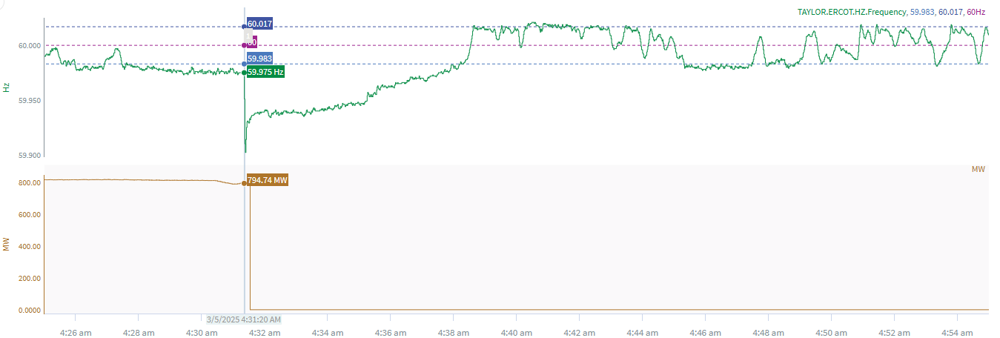 TAYLOR.ERCOT.HZ.Frequency, 59.983, 60.017, 60Hz
60.017
60.000
59.983
59.975 Hz
Hz
59.950
59.900
MW
800.00
794.74 MW
600.00
MW
400.00
200.00
0.0000
3/5/2025 4:31:20 AM
4:26 am 4:28 am 4:30 am 4:32 am 4:34 am 4:36 am 4:38 am 4:40 am 4:42 am 4:44 am 4:46 am 4:48 am 4:50 am 4:52 am 4:54 am